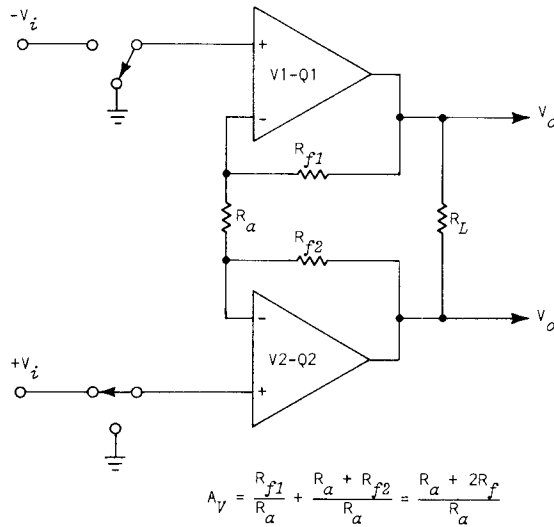 -Vi
+
V1-Q1
-
Vo
Rf1
Ra
RL
Rf2
-
Vo
V2-Q2
+Vi
+
AV = Rf1/Ra + (Ra + Rf2)/Ra = (Ra + 2Rf)/Ra